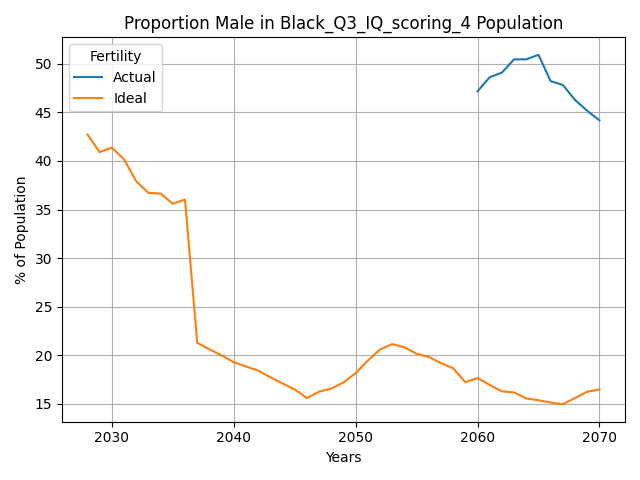 Proportion Male in Black_Q3_IQ_scoring_4 Population
Fertility
Actual
Ideal
% of Population
50
45
40
35
30
25
20
15
2030
2040
2050
2060
2070
Years